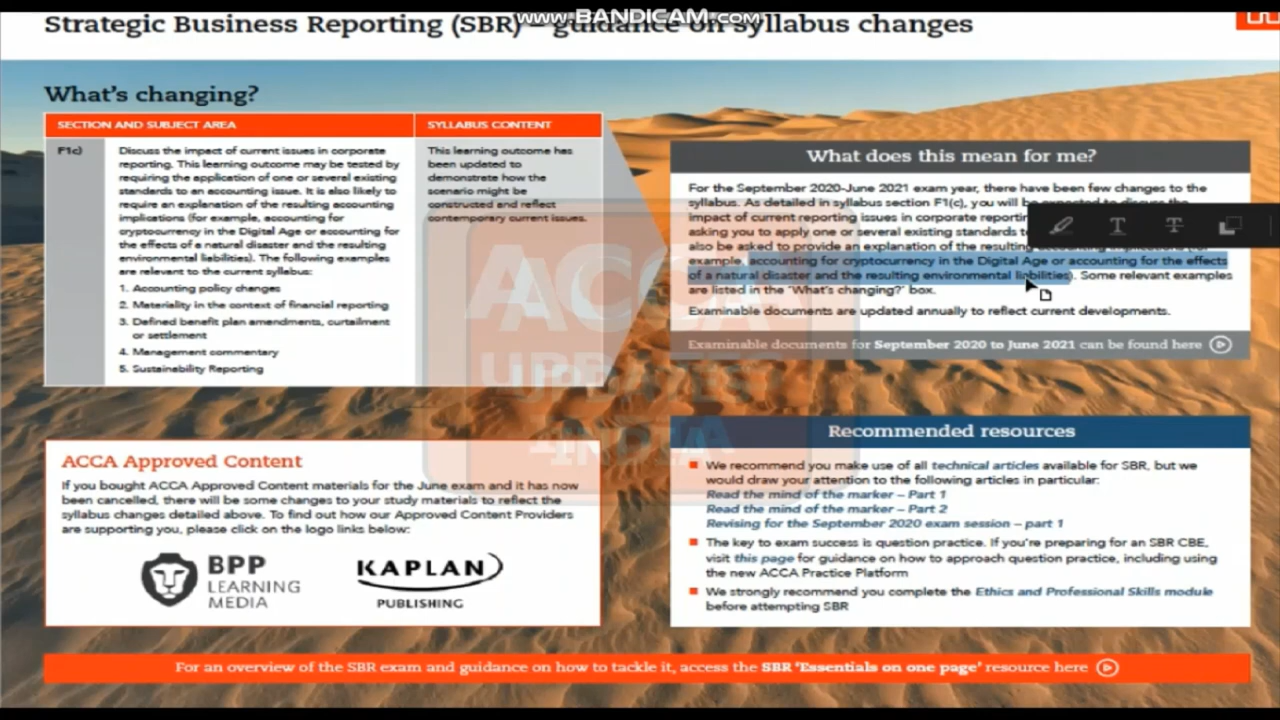 www.BANDICAM.com
Strategic Business Reporting (SBR) – guidance on syllabus changes
What's changing?
SECTION AND SUBJECT AREA
SYLLABUS CONTENT
F1c)
Discuss the impact of current issues in corporate
reporting. This learning outcome may be tested by
requiring the application of one or several existing
standards to an accounting issue. It is also likely to
require an explanation of the resulting accounting
implications (for example, accounting for
cryptocurrency in the Digital Age or accounting for
the effects of a natural disaster and the resulting
environmental liabilities). The following examples
are relevant to the current syllabus:
1. Accounting policy changes
2. Materiality in the context of financial reporting
3. Defined benefit plan amendments, curtailment
or settlement
4. Management commentary
5. Sustainability Reporting
This learning outcome has
been updated to
demonstrate how the
scenario might be
constructed and reflect
contemporary current issues.
What does this mean for me?
For the September 2020-June 2021 exam year, there have been few changes to the
syllabus. As detailed in syllabus section F1(c), you will be
impact of current reporting issues in corporate
asking you to apply one or several existing standards
also be asked to provide an explanation of the resulting
example, accounting for cryptocurrency in the Digital Age or accounting for the effects
of a natural disaster and the resulting environmental liabilities). Some relevant examples
are listed in the 'What's changing?' box.
Examinable documents are updated annually to reflect current developments.
Examinable documents for September 2020 to June 2021 can be found here
ACCA
UPDATES
4INDIA
ACCA Approved Content
If you bought ACCA Approved Content materials for the June exam and it has now
been cancelled, there will be some changes to your study materials to reflect the
syllabus changes detailed above. To find out how our Approved Content Providers
are supporting you, please click on the logo links below:
BPP
LEARNING
MEDIA
KAPLAN
PUBLISHING
Recommended resources
We recommend you make use of all technical articles available for SBR, but we
would draw your attention to the following articles in particular:
Read the mind of the marker – Part 1
Read the mind of the marker – Part 2
Revising for the September 2020 exam session – part 1
The key to exam success is question practice. If you're preparing for an SBR CBE,
visit this page for guidance on how to approach question practice, including using
the new ACCA Practice Platform
We strongly recommend you complete the Ethics and Professional Skills module
before attempting SBR
For an overview of the SBR exam and guidance on how to tackle it, access the SBR 'Essentials on one page' resource here